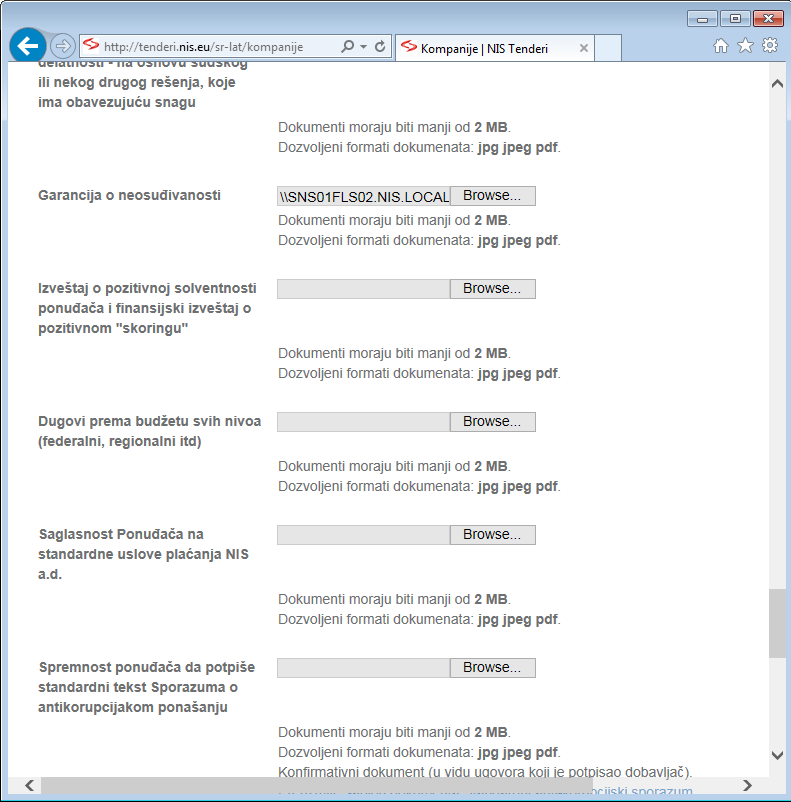 http://tenderi.nis.eu/sr-lat/kompanije
Kompanije | NIS Tenderi
delatnosti - na osnovu sudskog
ili nekog drugog rešenja, koje
ima obavezujuću snagu
Dokumenti moraju biti manji od 2 MB.
Dozvoljeni formati dokumenata: jpg jpeg pdf.
Garancija o neosuđivanosti
\\SNS01FLS02.NIS.LOCAL
Browse...
Dokumenti moraju biti manji od 2 MB.
Dozvoljeni formati dokumenata: jpg jpeg pdf.
Izveštaj o pozitivnoj solventnosti
ponuđača i finansijski izveštaj o
pozitivnom "skoringu"
Browse...
Dokumenti moraju biti manji od 2 MB.
Dozvoljeni formati dokumenata: jpg jpeg pdf.
Dugovi prema budžetu svih nivoa
(federalni, regionalni itd)
Browse...
Dokumenti moraju biti manji od 2 MB.
Dozvoljeni formati dokumenata: jpg jpeg pdf.
Saglasnost Ponuđača na
standardne uslove plaćanja NIS
a.d.
Browse...
Dokumenti moraju biti manji od 2 MB.
Dozvoljeni formati dokumenata: jpg jpeg pdf.
Spremnost ponuđača da potpiše
standardni tekst Sporazuma o
antikorupcijakom ponašanju
Browse...
Dokumenti moraju biti manji od 2 MB.
Dozvoljeni formati dokumenata: jpg jpeg pdf.
Konfirmativni dokument (u vidu ugovora koji je potpisao dobavljač).
sporazum